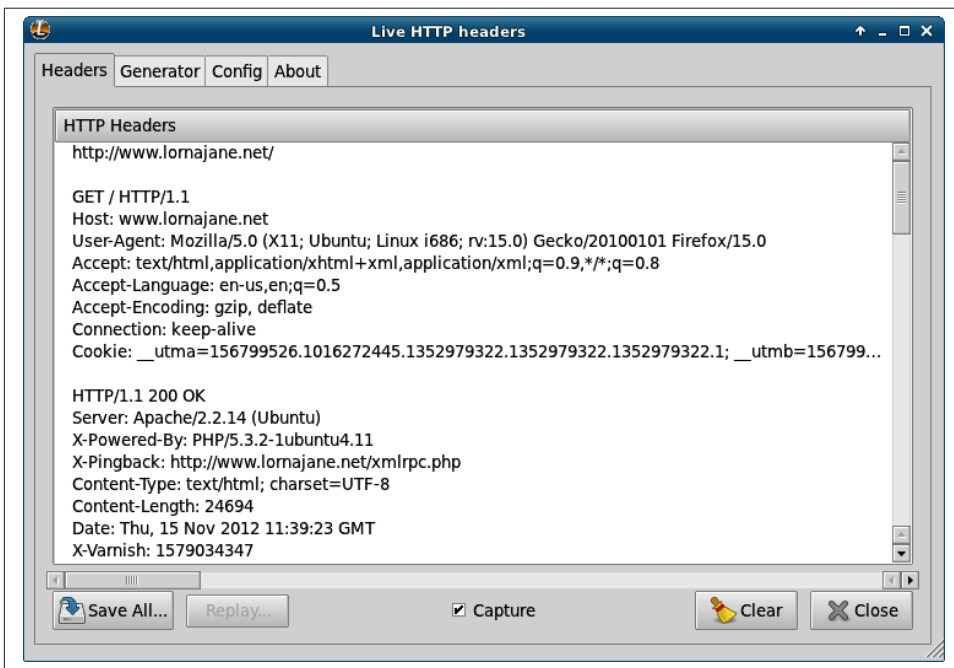 Live HTTP headers
Headers Generator Config About
HTTP Headers
http://www.lornajane.net/
GET / HTTP/1.1
Host: www.lornajane.net
User-Agent: Mozilla/5.0 (X11; Ubuntu; Linux i686; rv:15.0) Gecko/20100101 Firefox/15.0
Accept: text/html,application/xhtml+xml,application/xml;q=0.9,*/*;q=0.8
Accept-Language: en-us,en;q=0.5
Accept-Encoding: gzip, deflate
Connection: keep-alive
Cookie: __utma=156799526.1016272445.1352979322.1352979322.1352979322.1; __utmb=156799...
HTTP/1.1 200 OK
Server: Apache/2.2.14 (Ubuntu)
X-Powered-By: PHP/5.3.2-1ubuntu4.11
X-Pingback: http://www.lornajane.net/xmlrpc.php
Content-Type: text/html; charset=UTF-8
Content-Length: 24694
Date: Thu, 15 Nov 2012 11:39:23 GMT
X-Varnish: 1579034347
Save All... Replay... Capture Clear Close